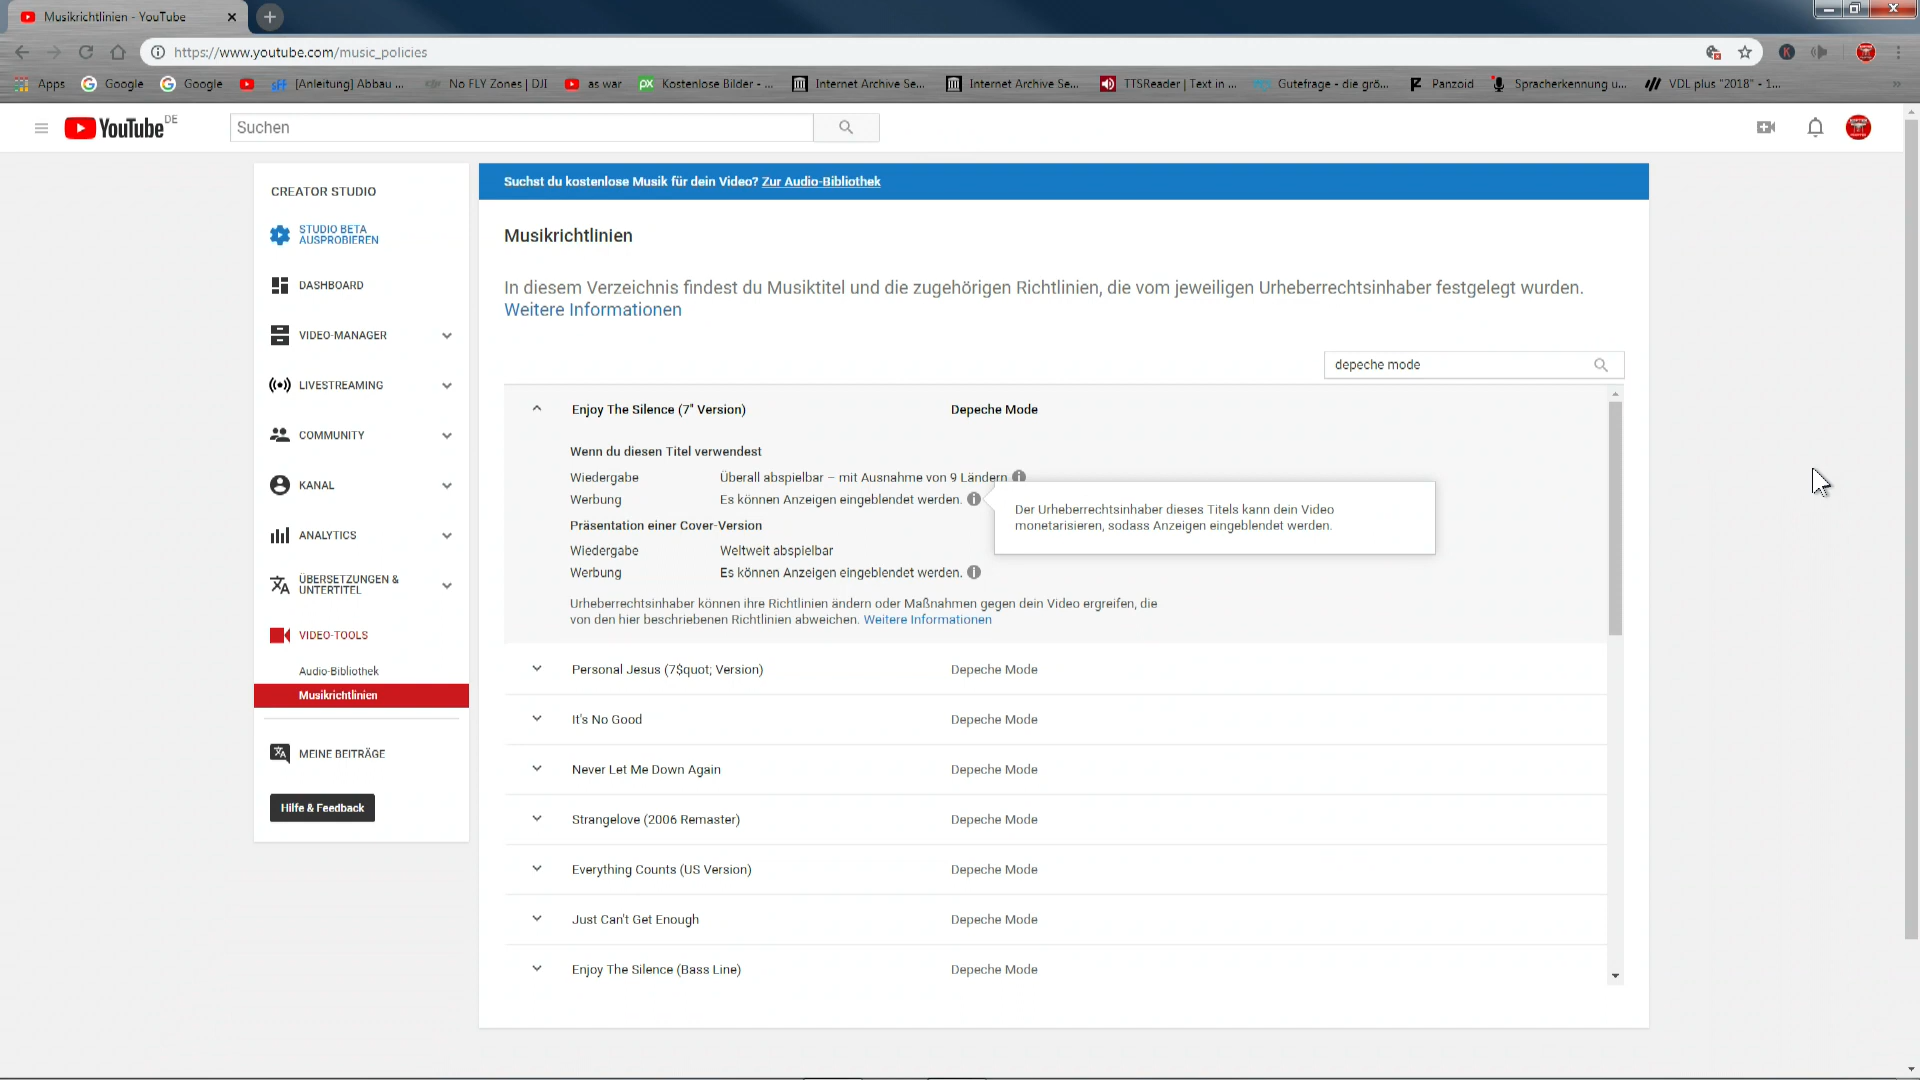 Musikrichtlinien - YouTube
https://www.youtube.com/music_policies
Apps
Google
Google
[Anleitung] Abbau ...
No FLY Zones | DJI
as war
Kostenlose Bilder - ...
Internet Archive Se...
Internet Archive Se...
TTSReader | Text in ...
Gutefrage - die grö...
Panzoid
Spracherkennung u...
VDL plus "2018" - 1...
YouTube DE
Suchen
CREATOR STUDIO
STUDIO BETA
AUSPROBIEREN
DASHBOARD
VIDEO-MANAGER
LIVESTREAMING
COMMUNITY
KANAL
ANALYTICS
ÜBERSETZUNGEN &
UNTERTITEL
VIDEO-TOOLS
Audio-Bibliothek
Musikrichtlinien
MEINE BEITRÄGE
Hilfe & Feedback
Suchst du kostenlose Musik für dein Video? Zur Audio-Bibliothek
Musikrichtlinien
In diesem Verzeichnis findest du Musiktitel und die zugehörigen Richtlinien, die vom jeweiligen Urheberrechtsinhaber festgelegt wurden.
Weitere Informationen
depeche mode
Enjoy The Silence (7" Version) Depeche Mode
Wenn du diesen Titel verwendest
Wiedergabe Überall abspielbar – mit Ausnahme von 9 Ländern
Werbung Es können Anzeigen eingeblendet werden.
Der Urheberrechtsinhaber dieses Titels kann dein Video
monetarisieren, sodass Anzeigen eingeblendet werden.
Präsentation einer Cover-Version
Wiedergabe Weltweit abspielbar
Werbung Es können Anzeigen eingeblendet werden.
Urheberrechtsinhaber können ihre Richtlinien ändern oder Maßnahmen gegen dein Video ergreifen, die
von den hier beschriebenen Richtlinien abweichen. Weitere Informationen
Personal Jesus (7$quot; Version) Depeche Mode
It's No Good Depeche Mode
Never Let Me Down Again Depeche Mode
Strangelove (2006 Remaster) Depeche Mode
Everything Counts (US Version) Depeche Mode
Just Can't Get Enough Depeche Mode
Enjoy The Silence (Bass Line) Depeche Mode